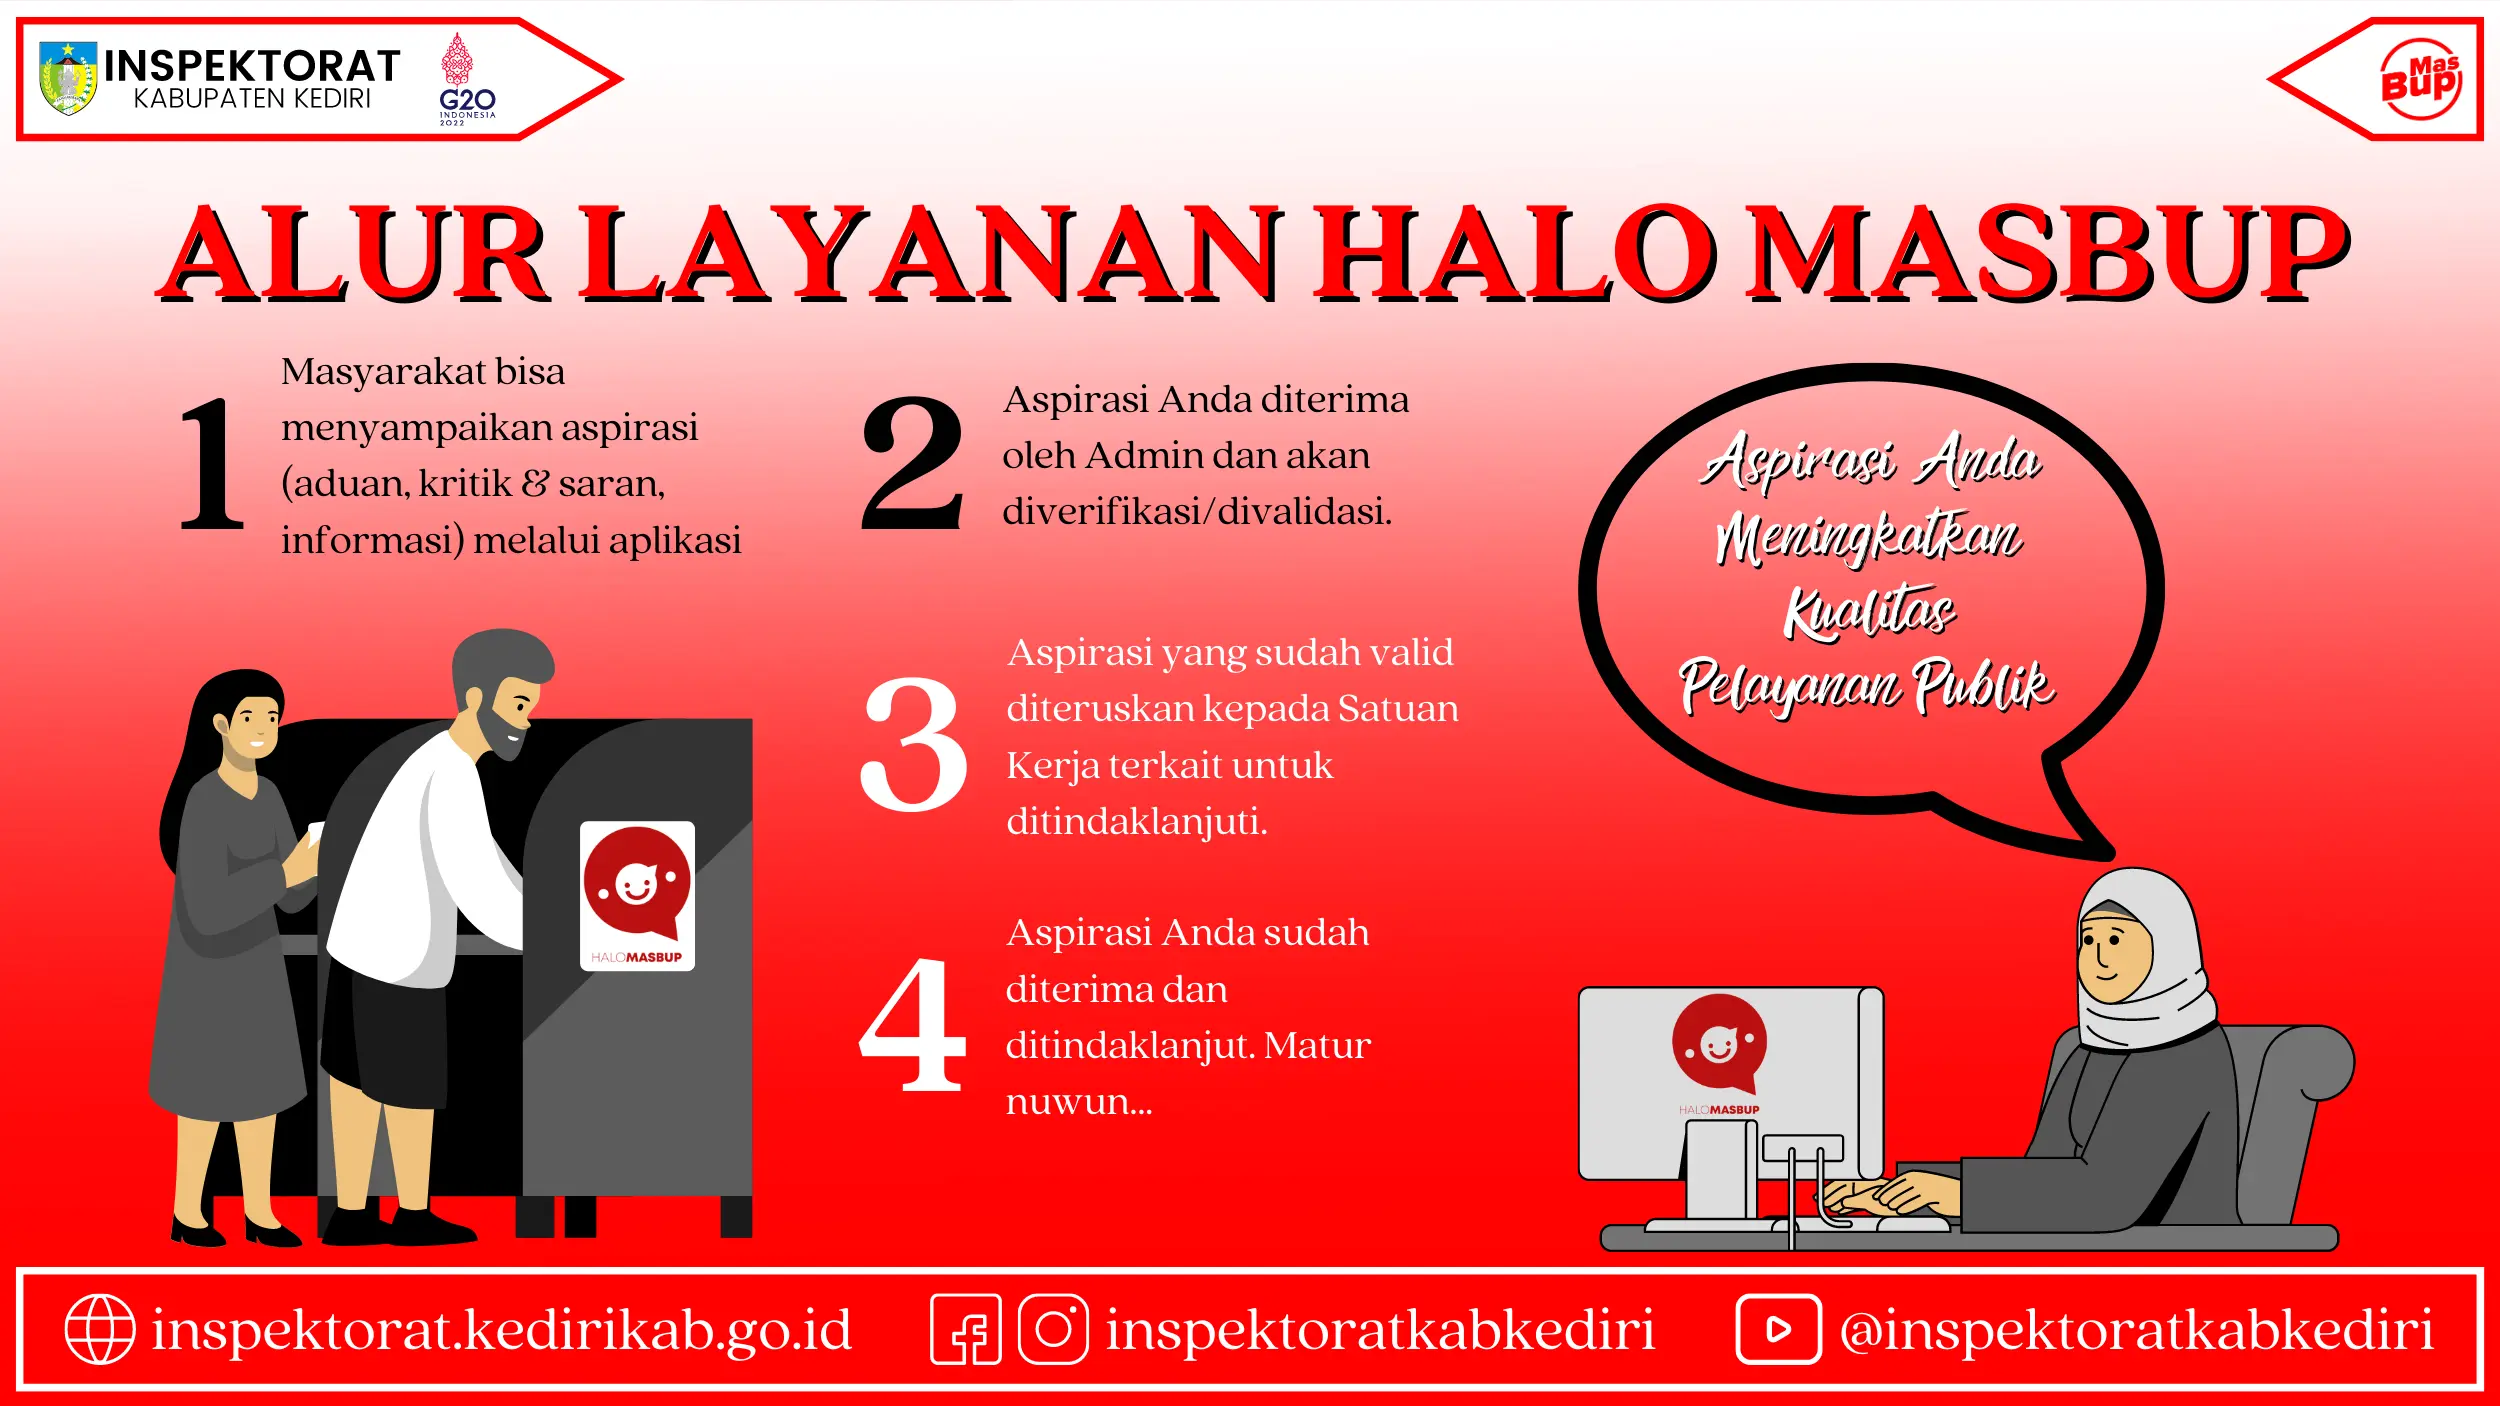 INSPEKTORAT
KABUPATEN KEDIRI
G20
INDONESIA
2022
Mas
Bup
ALUR LAYANAN HALO MASBUP
1
Masyarakat bisa
menyampaikan aspirasi
(aduan, kritik & saran,
informasi) melalui aplikasi
2
Aspirasi Anda diterima
oleh Admin dan akan
diverifikasi/divalidasi.
3
Aspirasi yang sudah valid
diteruskan kepada Satuan
Kerja terkait untuk
ditindaklanjuti.
4
Aspirasi Anda sudah
diterima dan
ditindaklanjut. Matur
nuwun...
Aspirasi Anda
Meningkatkan
Kualitas
Pelayanan Publik
HALOMASBUP
HALOMASBUP
inspektorat.kedirikab.go.id
inspektoratkabkediri
@inspektoratkabkediri